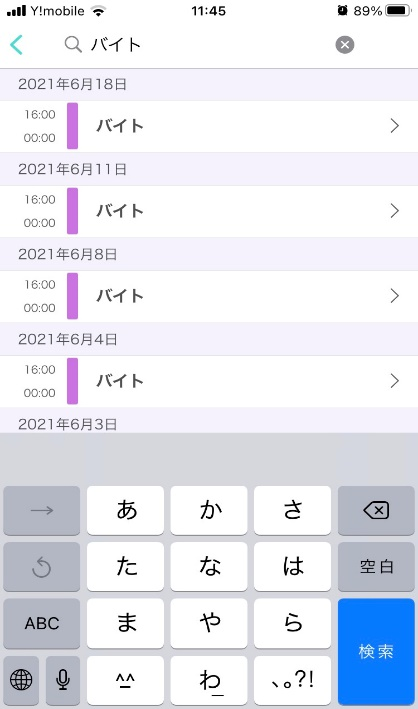 Y!mobile 11:45 89%
バイト
2021年6月18日
16:00
バイト
00:00
2021年6月11日
16:00
バイト
00:00
2021年6月8日
16:00
バイト
00:00
2021年6月4日
16:00
バイト
00:00
2021年6月3日
→ あ か さ
た な は 空白
ABC ま や ら
検索
^^ わ 、。?!